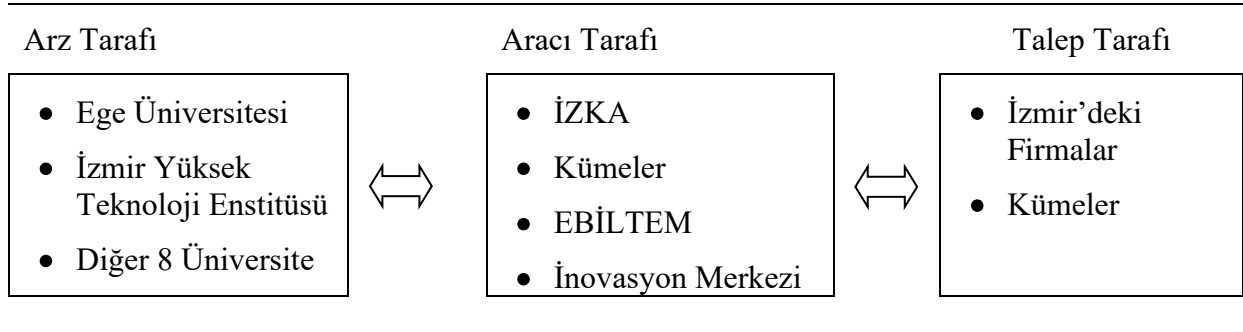 Arz Tarafı
• Ege Üniversitesi
• İzmir Yüksek
Teknoloji Enstitüsü
• Diğer 8 Üniversite
Aracı Tarafı
• İZKA
• Kümeler
• EBİLTEM
• İnovasyon Merkezi
Talep Tarafı
• İzmir’deki
Firmalar
• Kümeler